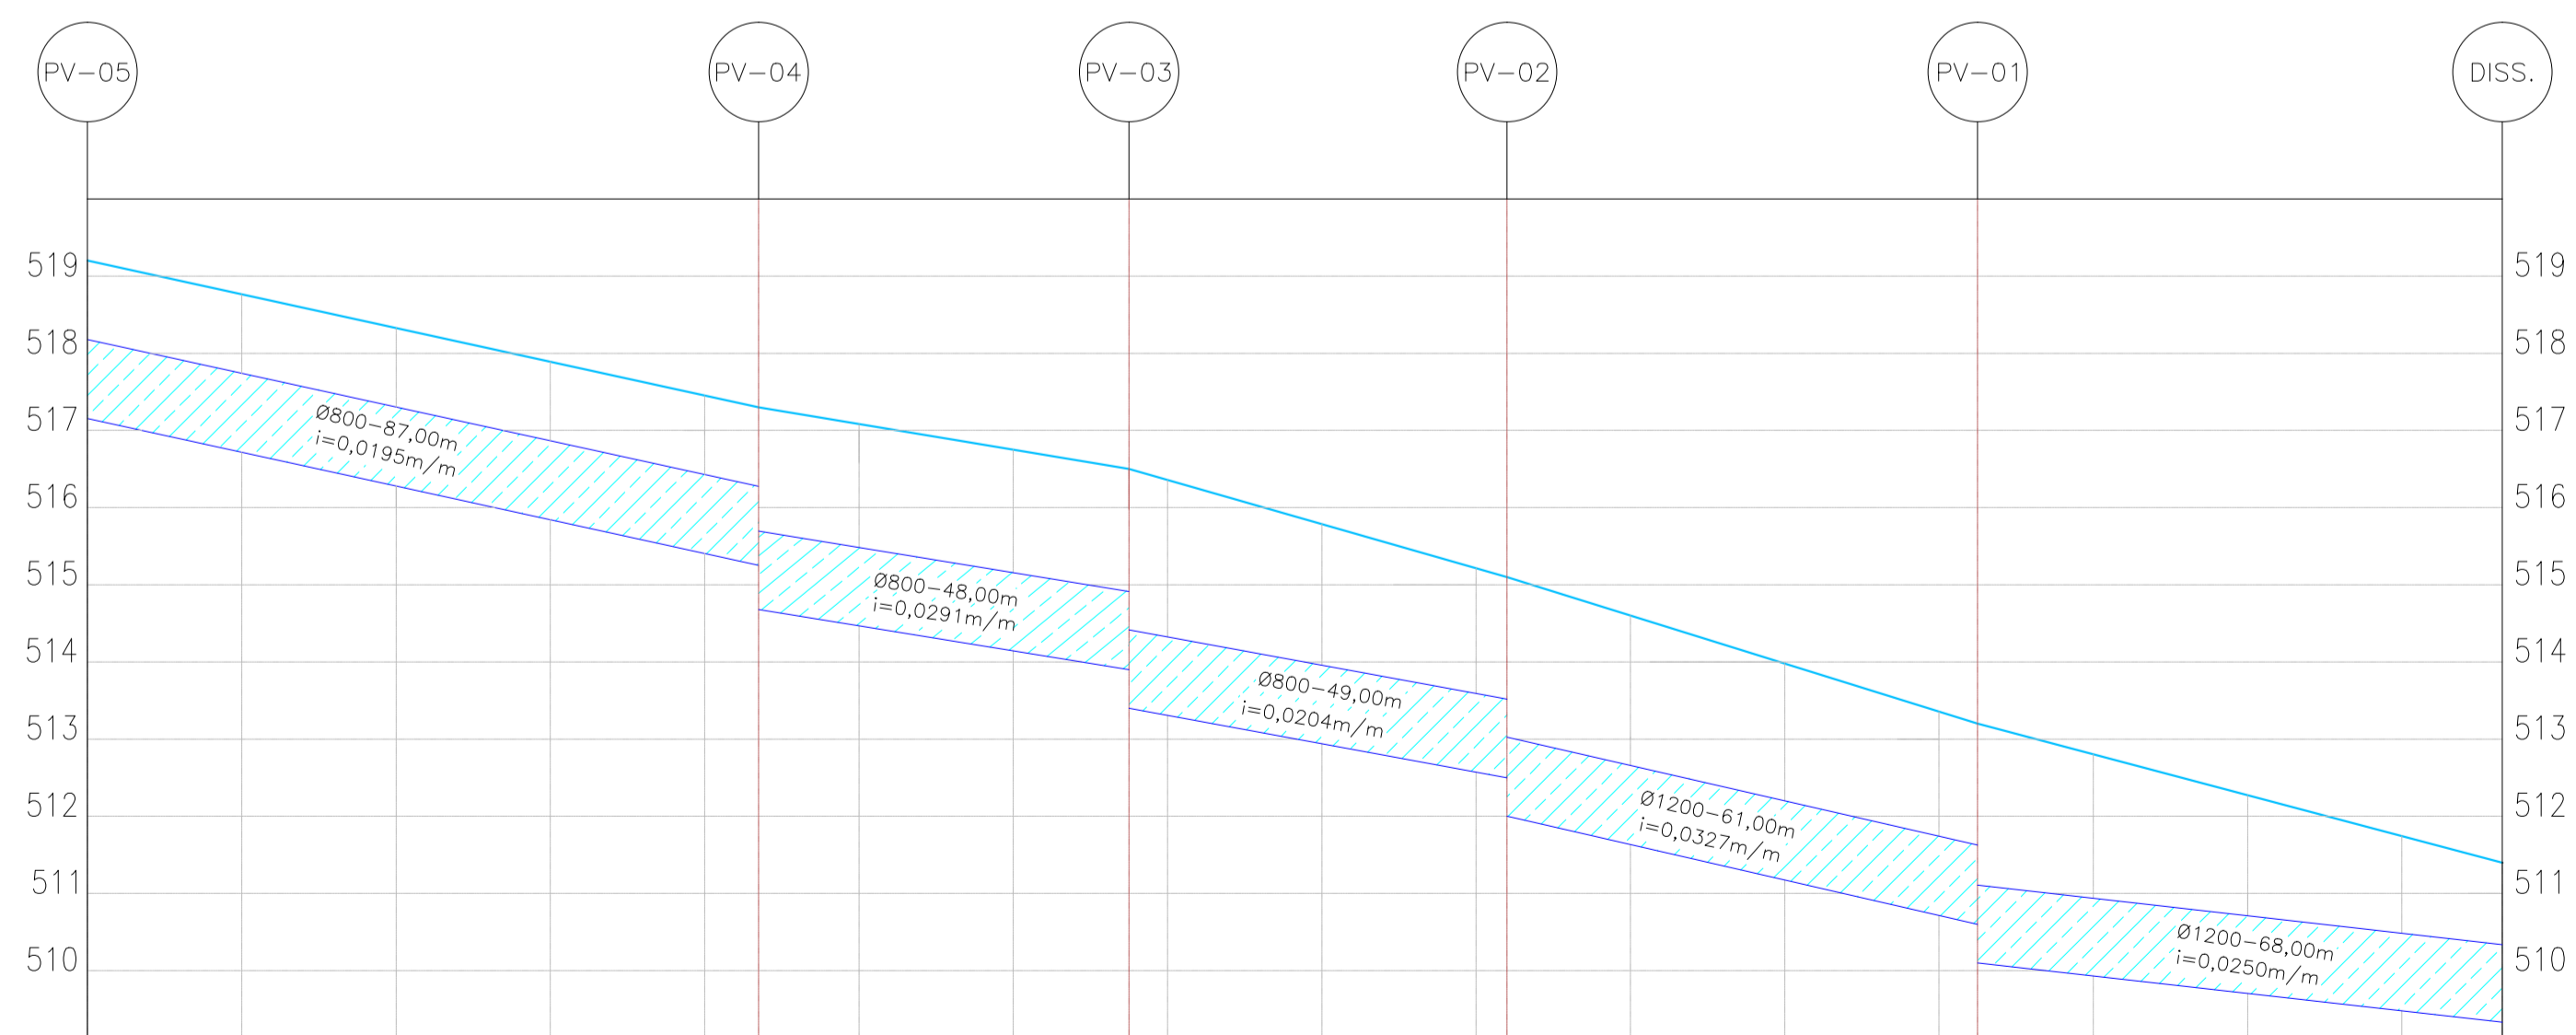 PV-05 PV-04 PV-03 PV-02 PV-01 DISS.
519 519
518 518
517 517
Ø800-87,00m
i=0,0195m/m
516 516
515 515
Ø800-48,00m
i=0,0291m/m
514 514
Ø800-49,00m
i=0,0204m/m
513 513
512 512
Ø1200-61,00m
i=0,0327m/m
511 511
510 510
Ø1200-68,00m
i=0,0250m/m